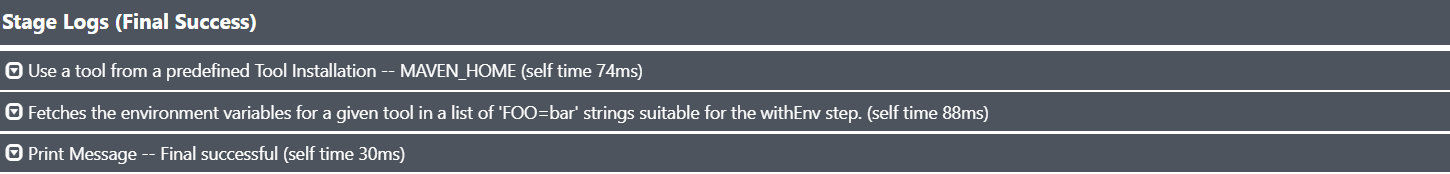 Stage Logs (Final Success)
Use a tool from a predefined Tool Installation -- MAVEN_HOME (self time 74ms)
Fetches the environment variables for a given tool in a list of 'FOO=bar' strings suitable for the withEnv step. (self time 88ms)
Print Message -- Final successful (self time 30ms)